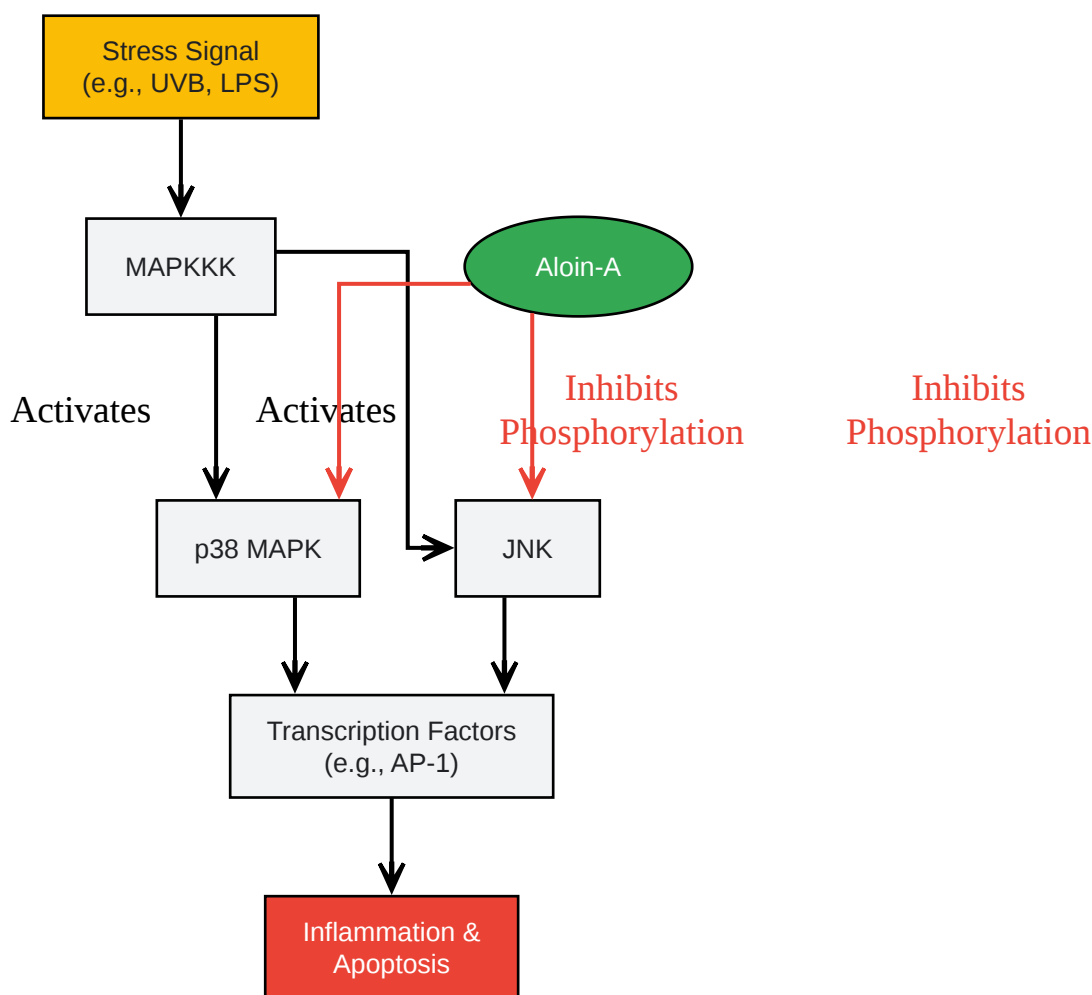 Stress Signal
(e.g., UVB, LPS)
MAPKKK
Aloin-A
Activates
Activates
Inhibits
Phosphorylation
Inhibits
Phosphorylation
p38 MAPK
JNK
Transcription Factors
(e.g., AP-1)
Inflammation &
Apoptosis